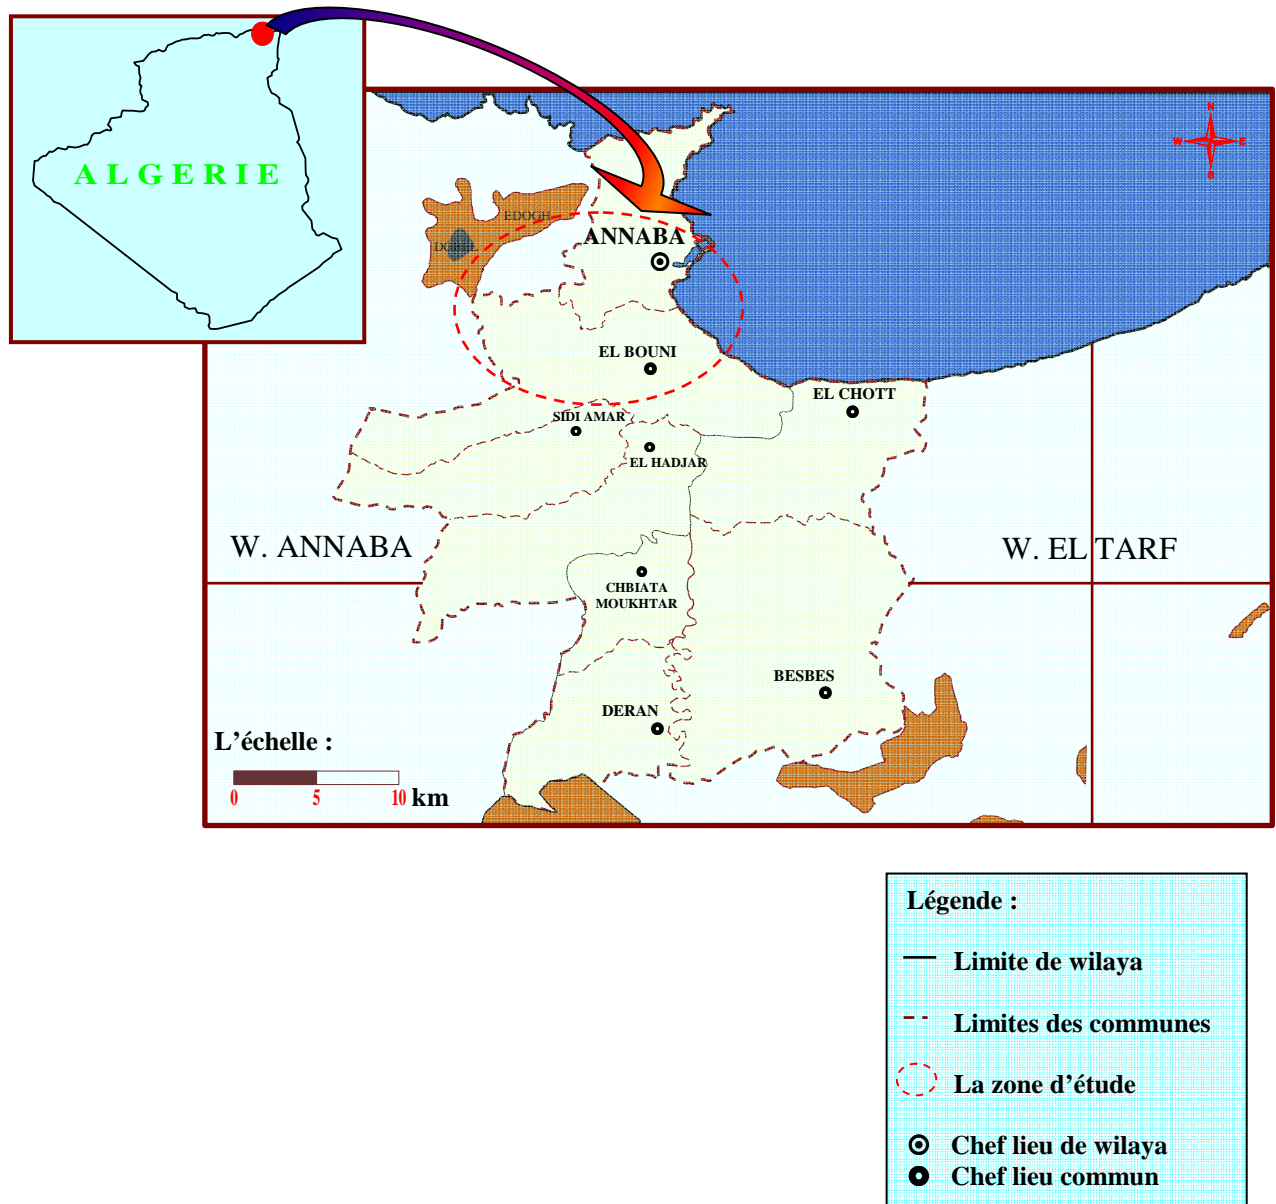 A L G E R I E
N
W E
S
EDOGH
ANNABA
EL BOUNI
EL CHOTT
SIDI AMAR
EL HADJAR
W. ANNABA
W. EL TARF
CHBIATA
MOUKHTAR
BESBES
DERAN
L'échelle :
0 5 10 km
Légende :
Limite de wilaya
Limites des communes
La zone d'étude
Chef lieu de wilaya
Chef lieu commun